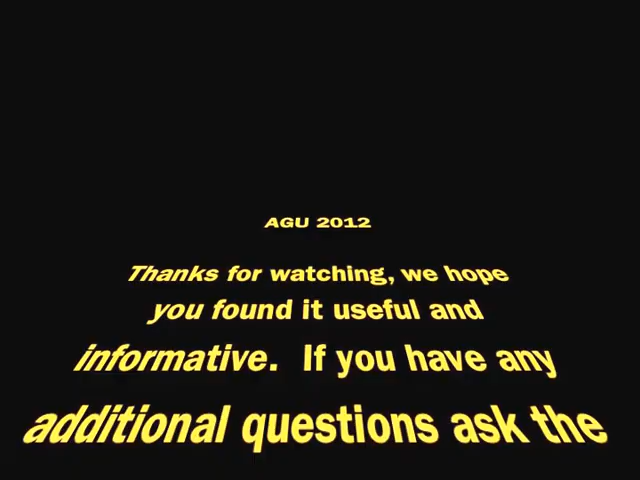 AGU 2012
Thanks for watching, we hope
you found it useful and
informative.  If you have any
additional questions ask the